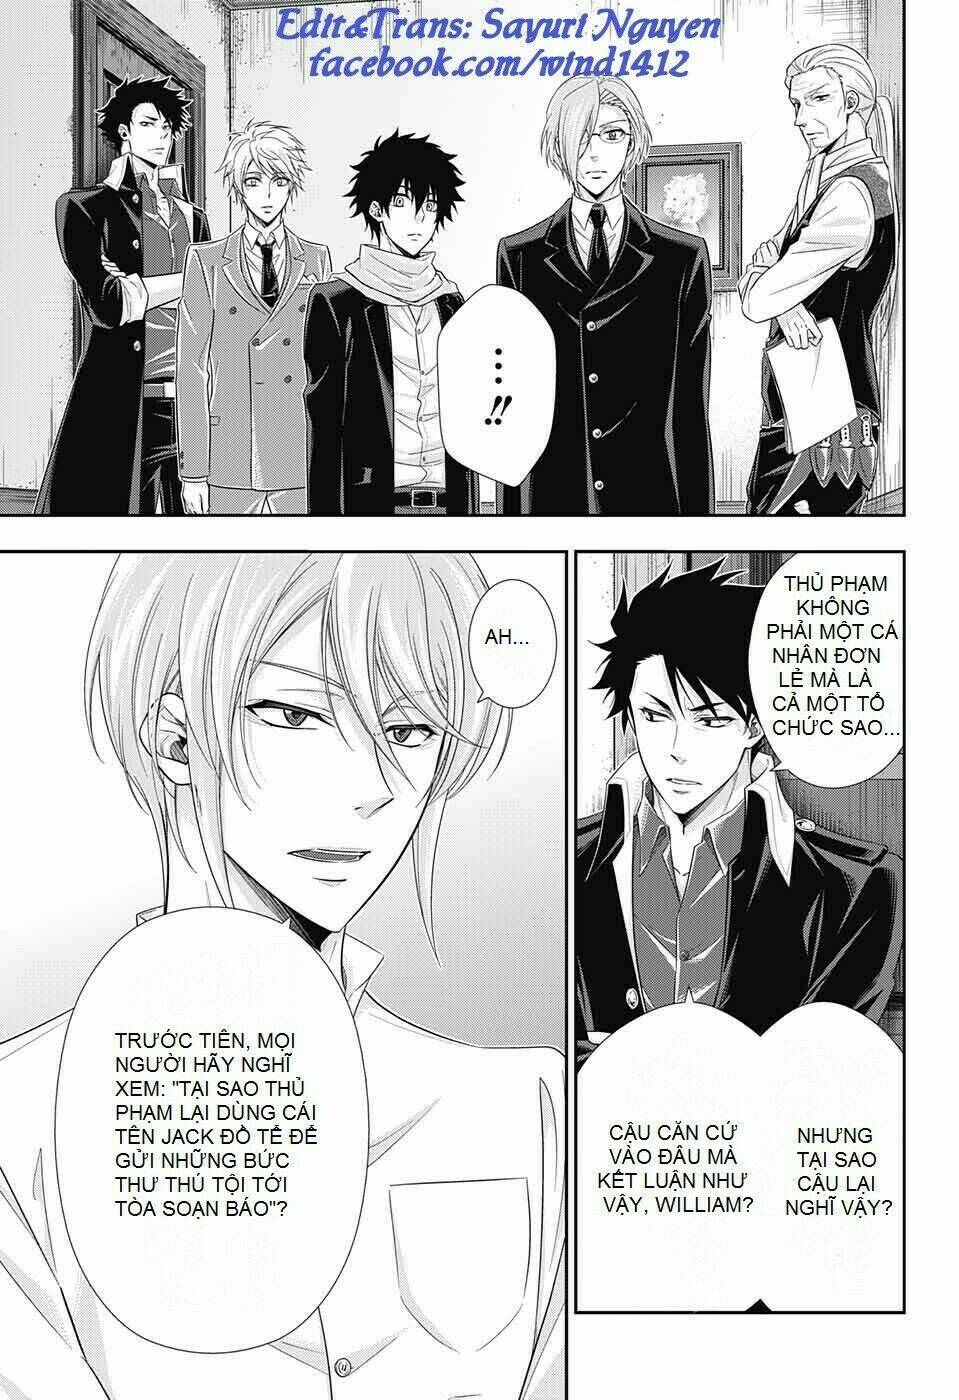 Edit&Trans: Sayuri Nguyen
facebook.com/wind1412
...!!
THỦ PHẠM
KHÔNG
PHẢI MỘT CÁ
NHÂN ĐƠN
LẺ MÀ LÀ
CẢ MỘT TỔ
CHỨC SAO...
NHƯNG
TẠI SAO
CẬU LẠI
NGHĨ VẬY?
CẬU CĂN CỨ
VÀO ĐÂU MÀ
KẾT LUẬN NHƯ
VẬY, WILLIAM?
AH...
TRƯỚC TIÊN, MỌI
NGƯỜI HÃY NGHĨ
XEM: "TẠI SAO THỦ
PHẠM LẠI DÙNG CÁI
TÊN JACK ĐỒ TỂ ĐỂ
GỬI NHỮNG BỨC
THƯ THÚ TỘI TỚI
TÒA SOẠN BÁO"?